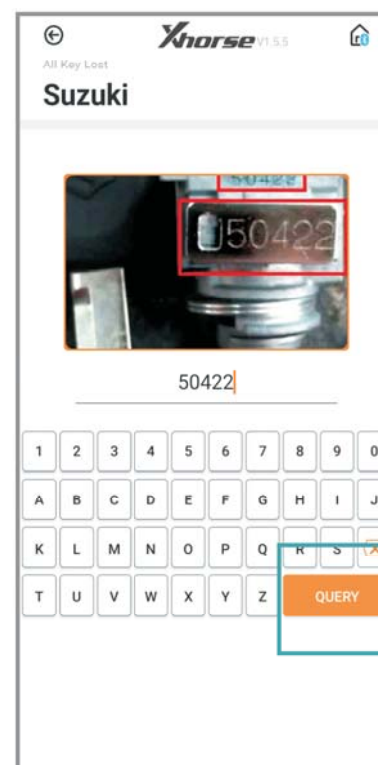 Xhorse V1.5.5
All Key Lost
Suzuki
50422
50422
50422
1 2 3 4 5 6 7 8 9 0
A B C D E F G H I J
K L M N O P Q R S
T U V W X Y Z QUERY